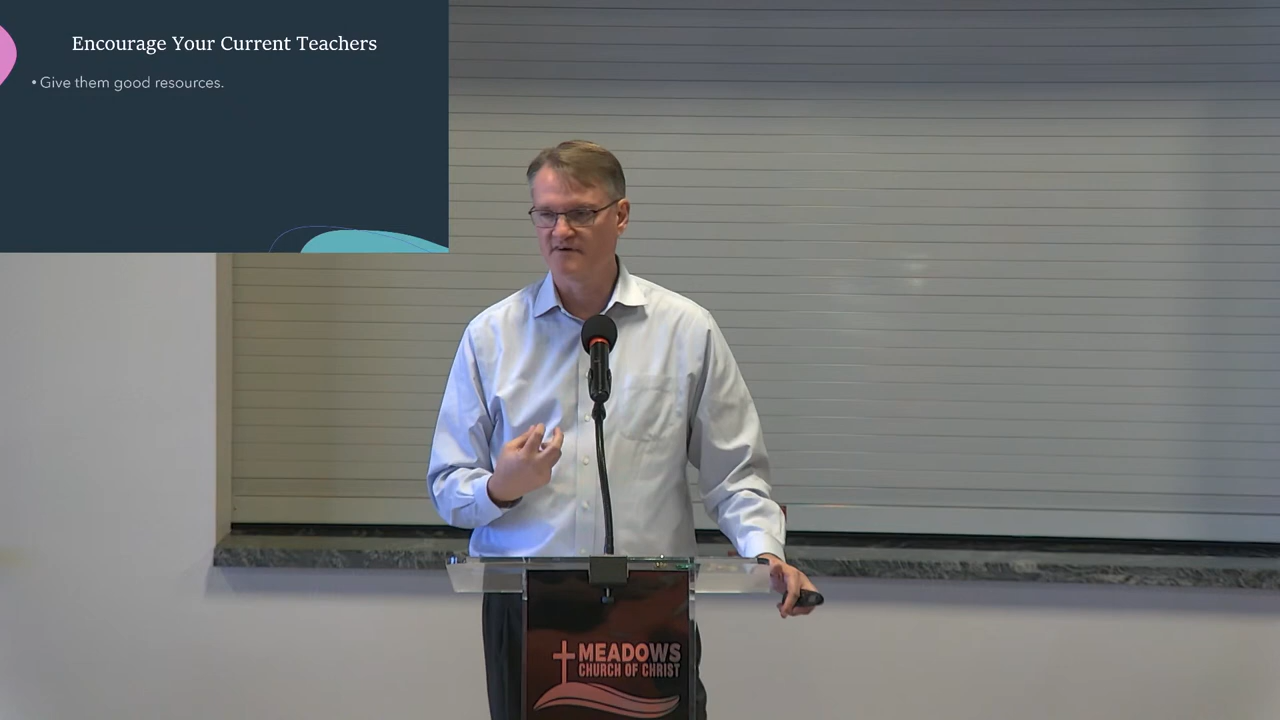 Encourage Your Current Teachers
• Give them good resources.
MEADOWS
CHURCH OF CHRIST